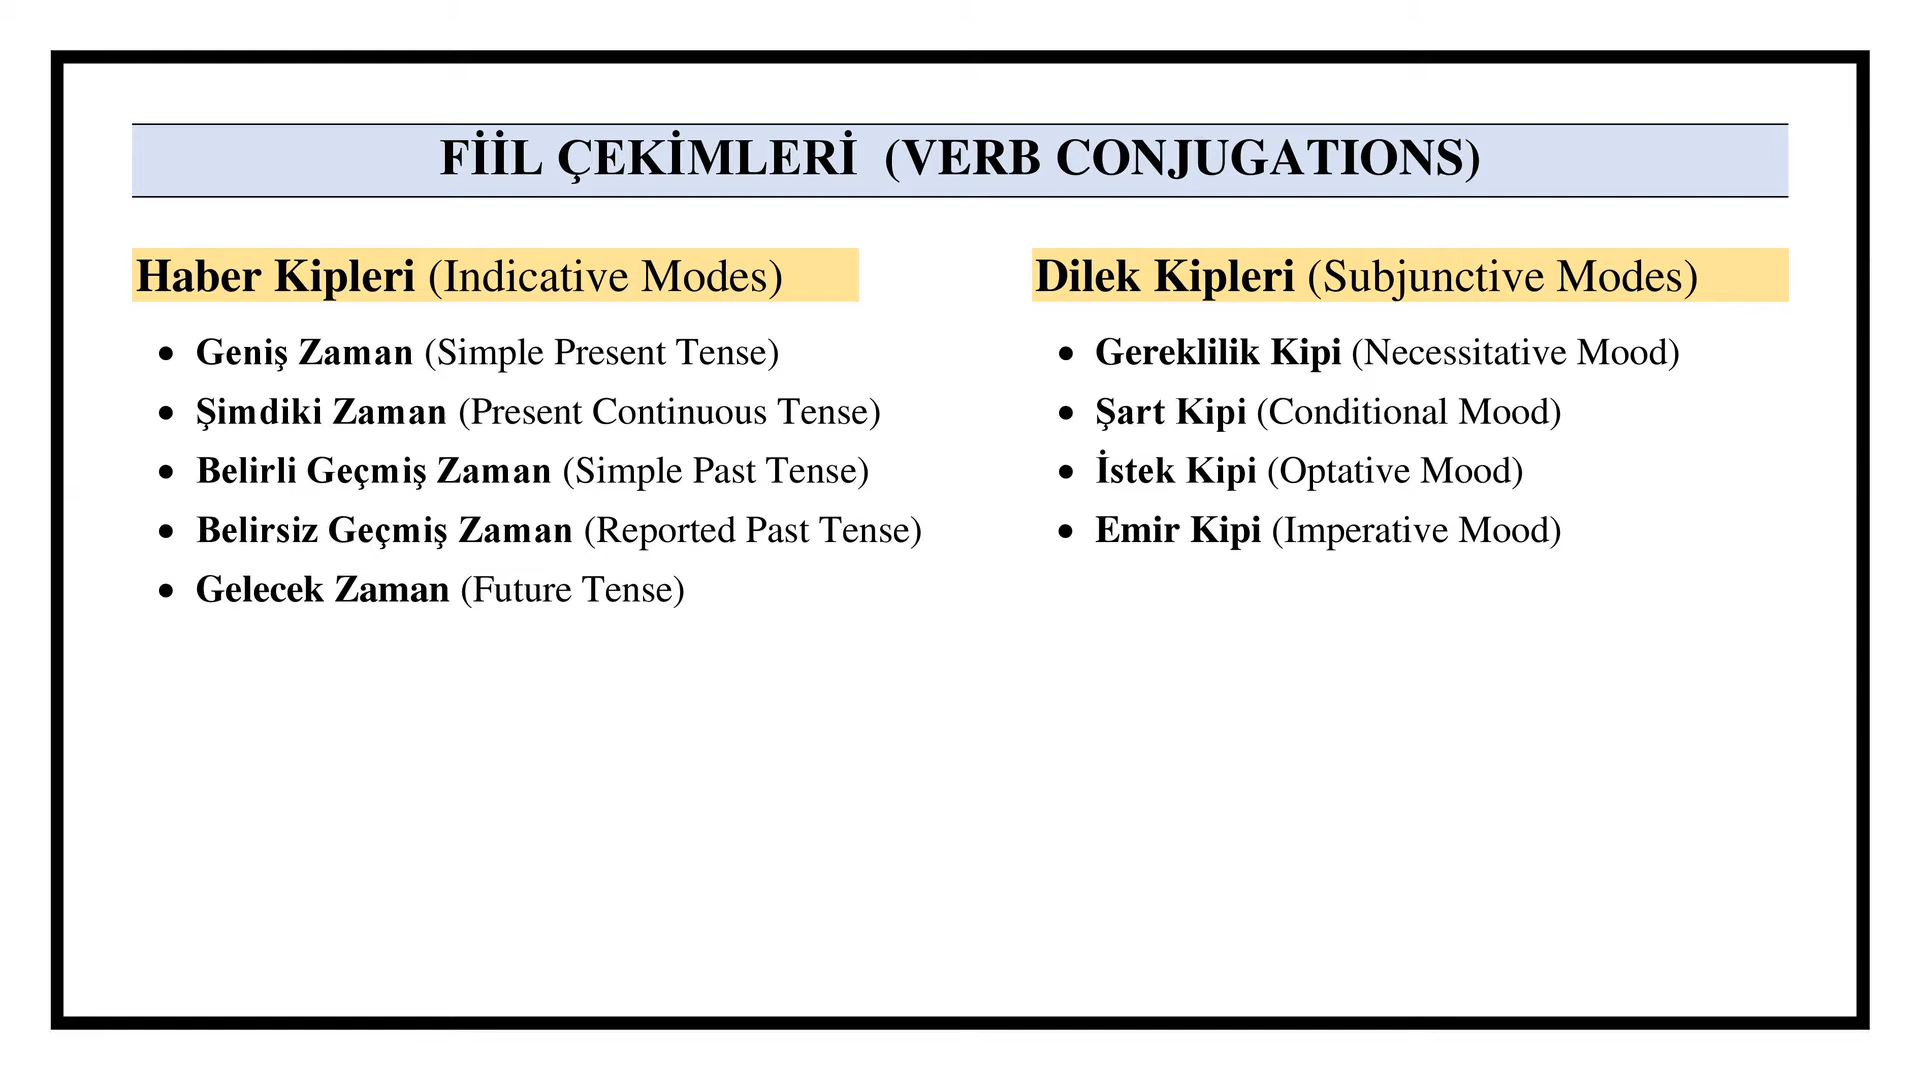 FİİL ÇEKİMLERİ (VERB CONJUGATIONS)
Haber Kipleri (Indicative Modes)
• Geniş Zaman (Simple Present Tense)
• Şimdiki Zaman (Present Continuous Tense)
• Belirli Geçmiş Zaman (Simple Past Tense)
• Belirsiz Geçmiş Zaman (Reported Past Tense)
• Gelecek Zaman (Future Tense)
Dilek Kipleri (Subjunctive Modes)
• Gereklilik Kipi (Necessitative Mood)
• Şart Kipi (Conditional Mood)
• İstek Kipi (Optative Mood)
• Emir Kipi (Imperative Mood)